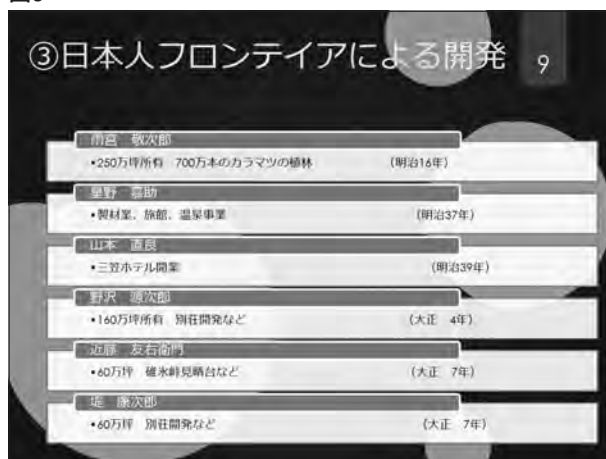 ③日本人フロンテイアによる開発 9
雨宮 敬次郎
▪250万坪所有 700万本のカラマツの植林 (明治16年)
星野 嘉助
▪製材業、旅館、温泉事業 (明治37年)
山本 直良
▪三笠ホテル開業 (明治39年)
野沢 源次郎
▪160万坪所有 別荘開発など (大正 4年)
近藤 友右衛門
▪60万坪 碓氷峠見晴台など (大正 7年)
堤 康次郎
▪60万坪 別荘開発など (大正 7年)